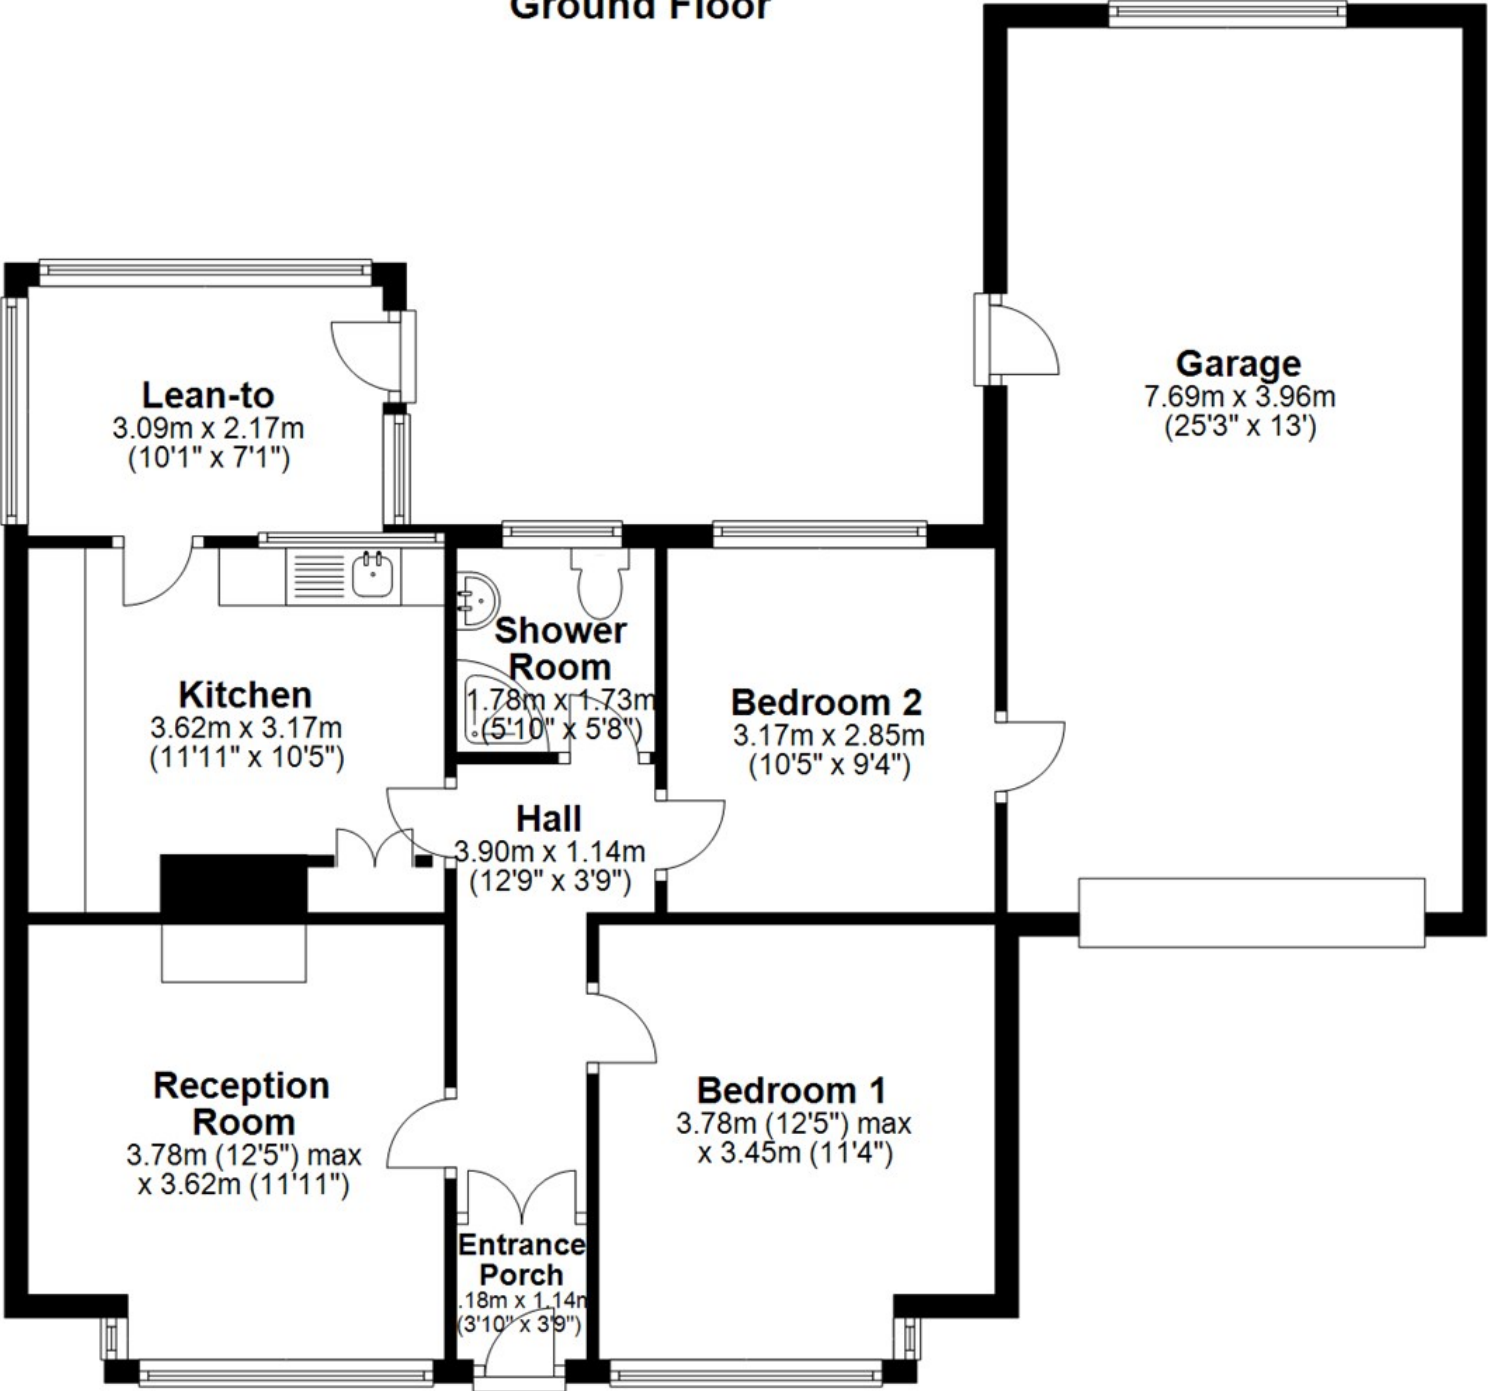 Ground Floor
Garage
7.69m x 3.96m
(25'3" x 13')
Lean-to
3.09m x 2.17m
(10'1" x 7'1")
Shower
Room
1.78m x 1.73m
(5'10" x 5'8")
Kitchen
3.62m x 3.17m
(11'11" x 10'5")
Bedroom 2
3.17m x 2.85m
(10'5" x 9'4")
Hall
3.90m x 1.14m
(12'9" x 3'9")
Reception
Room
3.78m (12'5") max
x 3.62m (11'11")
Bedroom 1
3.78m (12'5") max
x 3.45m (11'4")
Entrance
Porch
.18m x 1.14m
(3'10" x 3'9")